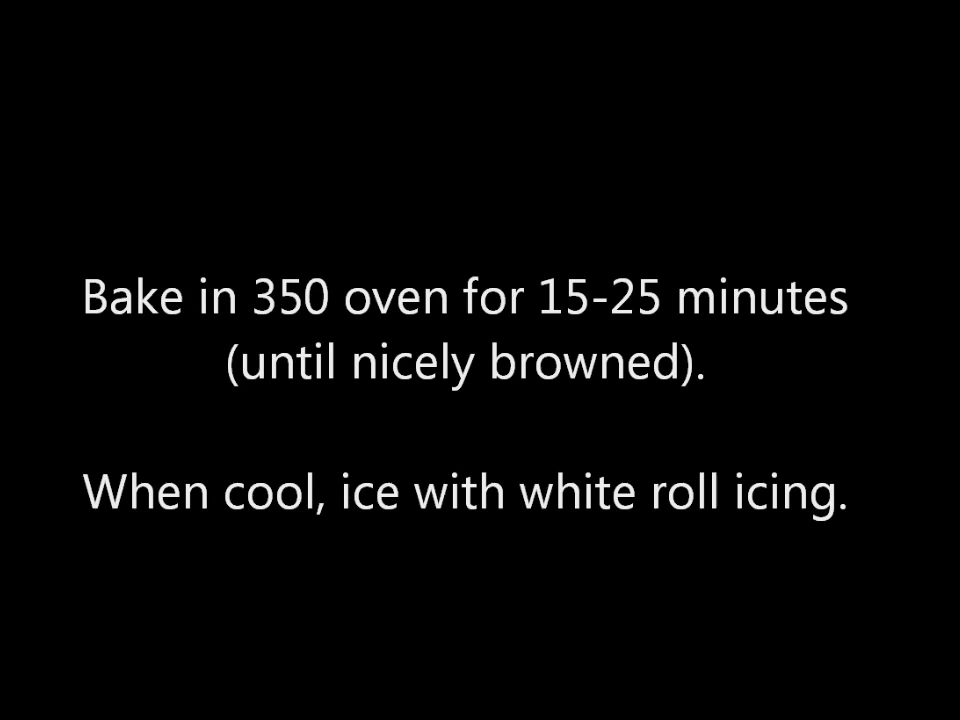 Bake in 350 oven for 15-25 minutes
(until nicely browned).
When cool, ice with white roll icing.